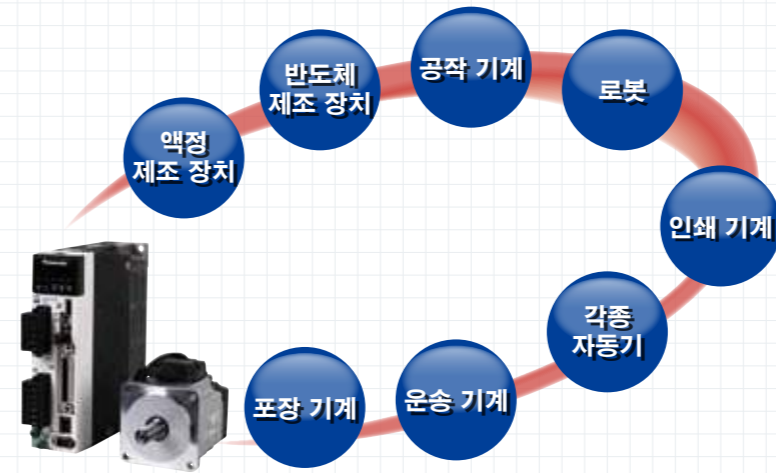 액정
제조 장치
반도체
제조 장치
공작 기계
로봇
인쇄 기계
각종
자동기
운송 기계
포장 기계
Panasonic